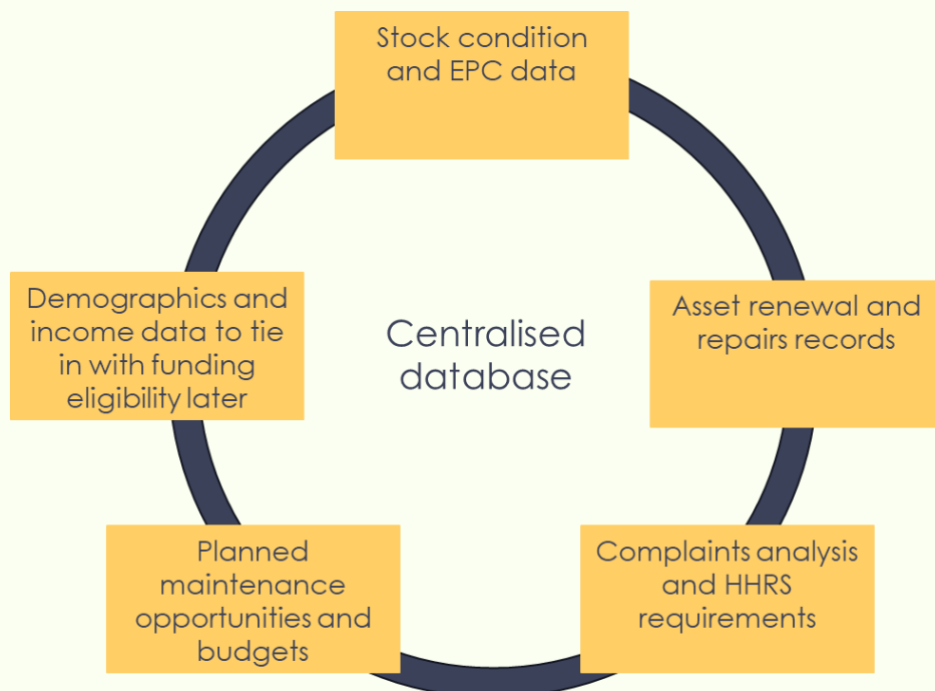 Stock condition
and EPC data
Demographics and
income data to tie
in with funding
eligibility later
Centralised
database
Asset renewal and
repairs records
Planned
maintenance
opportunities and
budgets
Complaints analysis
and HHRS
requirements